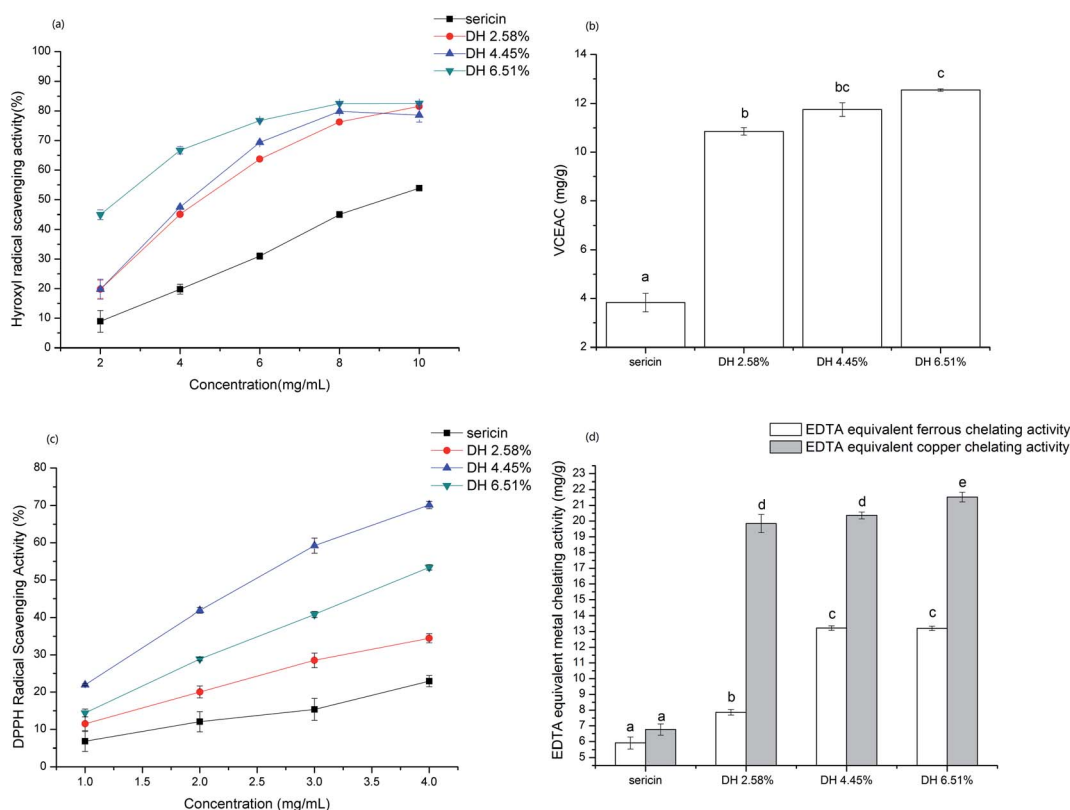 (a)
sericin
DH 2.58%
DH 4.45%
DH 6.51%
100
90
80
70
60
50
40
30
20
10
0
Hyroxyl radical scavenging activity(%)
2 4 6 8 10
Concentration(mg/mL)
(b)
14
12
10
8
6
4
2
VCEAC (mg/g)
a
b
bc
c
sericin DH 2.58% DH 4.45% DH 6.51%
(c)
sericin
DH 2.58%
DH 4.45%
DH 6.51%
80
70
60
50
40
30
20
10
0
DPPH Radical Scavenging Activity (%)
1.0 1.5 2.0 2.5 3.0 3.5 4.0
Concentration (mg/mL)
(d)
EDTA equivalent ferrous chelating activity
EDTA equivalent copper chelating activity
23
22
21
20
19
18
17
16
15
14
13
12
11
10
9
8
7
6
5
EDTA equivalent metal chelating activity (mg/g)
a a
b d
c d
c e
sericin DH 2.58% DH 4.45% DH 6.51%